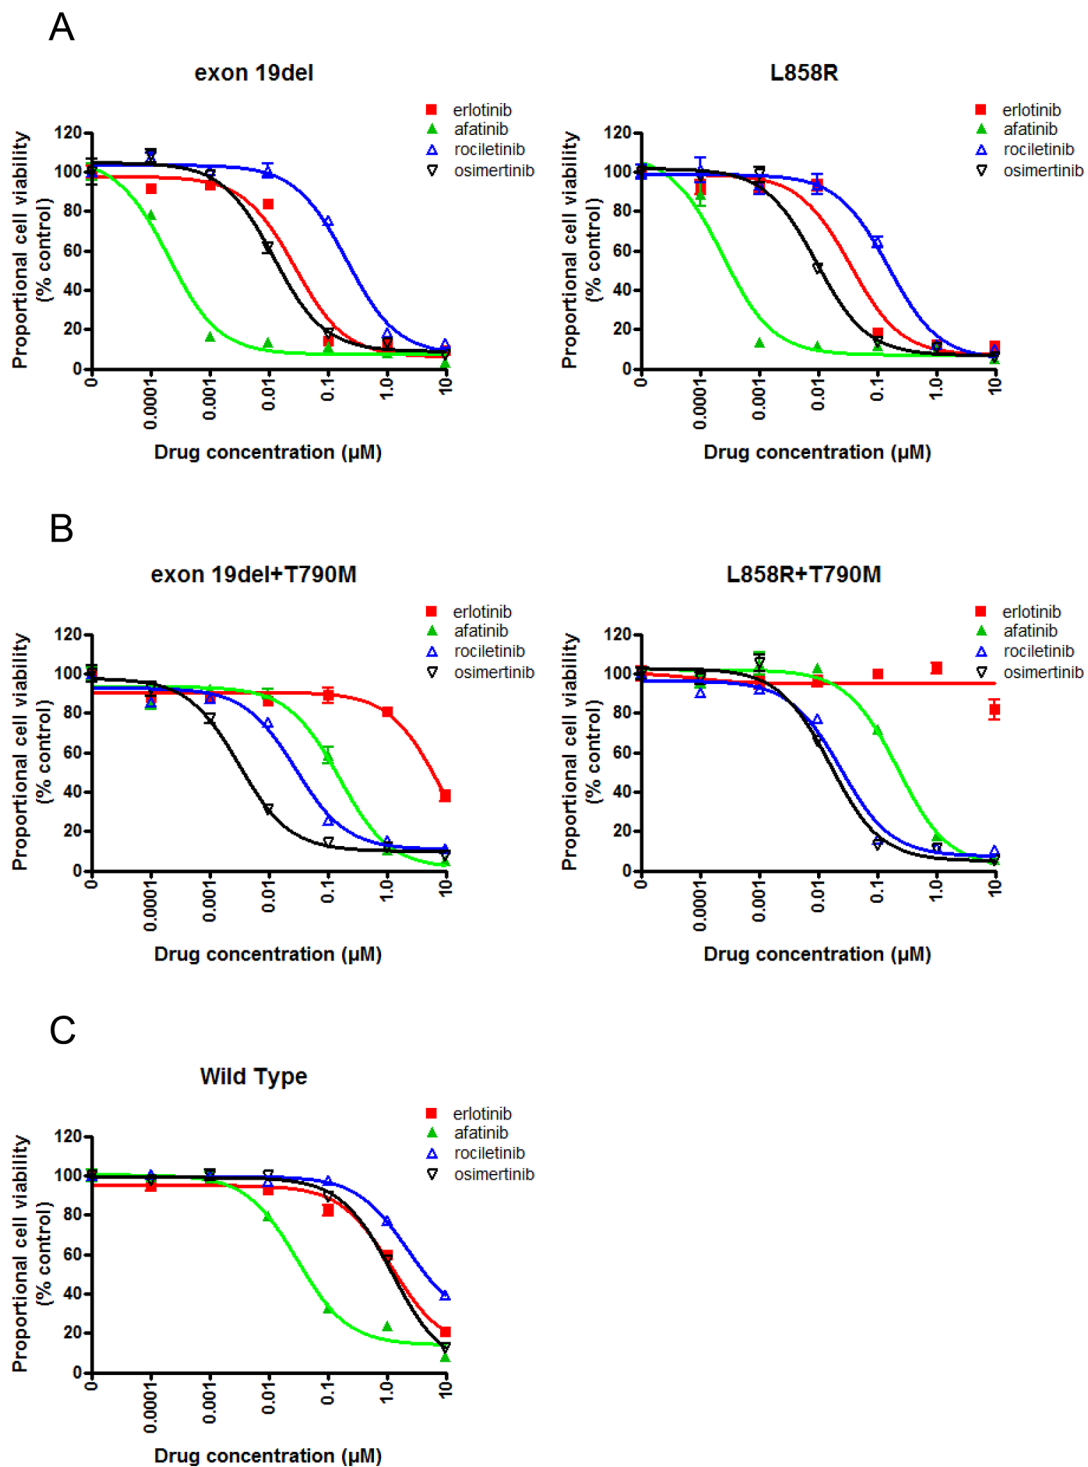 A
exon 19del
erlotinib
afatinib
rociletinib
osimertinib
Proportional cell viability
(% control)
120
100
80
60
40
20
0
0 0.0001 0.001 0.01 0.1 1.0 10
Drug concentration (µM)
L858R
erlotinib
afatinib
rociletinib
osimertinib
Proportional cell viability
(% control)
120
100
80
60
40
20
0
0 0.0001 0.001 0.01 0.1 1.0 10
Drug concentration (µM)
B
exon 19del+T790M
erlotinib
afatinib
rociletinib
osimertinib
Proportional cell viability
(% control)
120
100
80
60
40
20
0
0 0.0001 0.001 0.01 0.1 1.0 10
Drug concentration (µM)
L858R+T790M
erlotinib
afatinib
rociletinib
osimertinib
Proportional cell viability
(% control)
120
100
80
60
40
20
0
0 0.0001 0.001 0.01 0.1 1.0 10
Drug concentration (µM)
C
Wild Type
erlotinib
afatinib
rociletinib
osimertinib
Proportional cell viability
(% control)
120
100
80
60
40
20
0
0 0.0001 0.001 0.01 0.1 1.0 10
Drug concentration (µM)